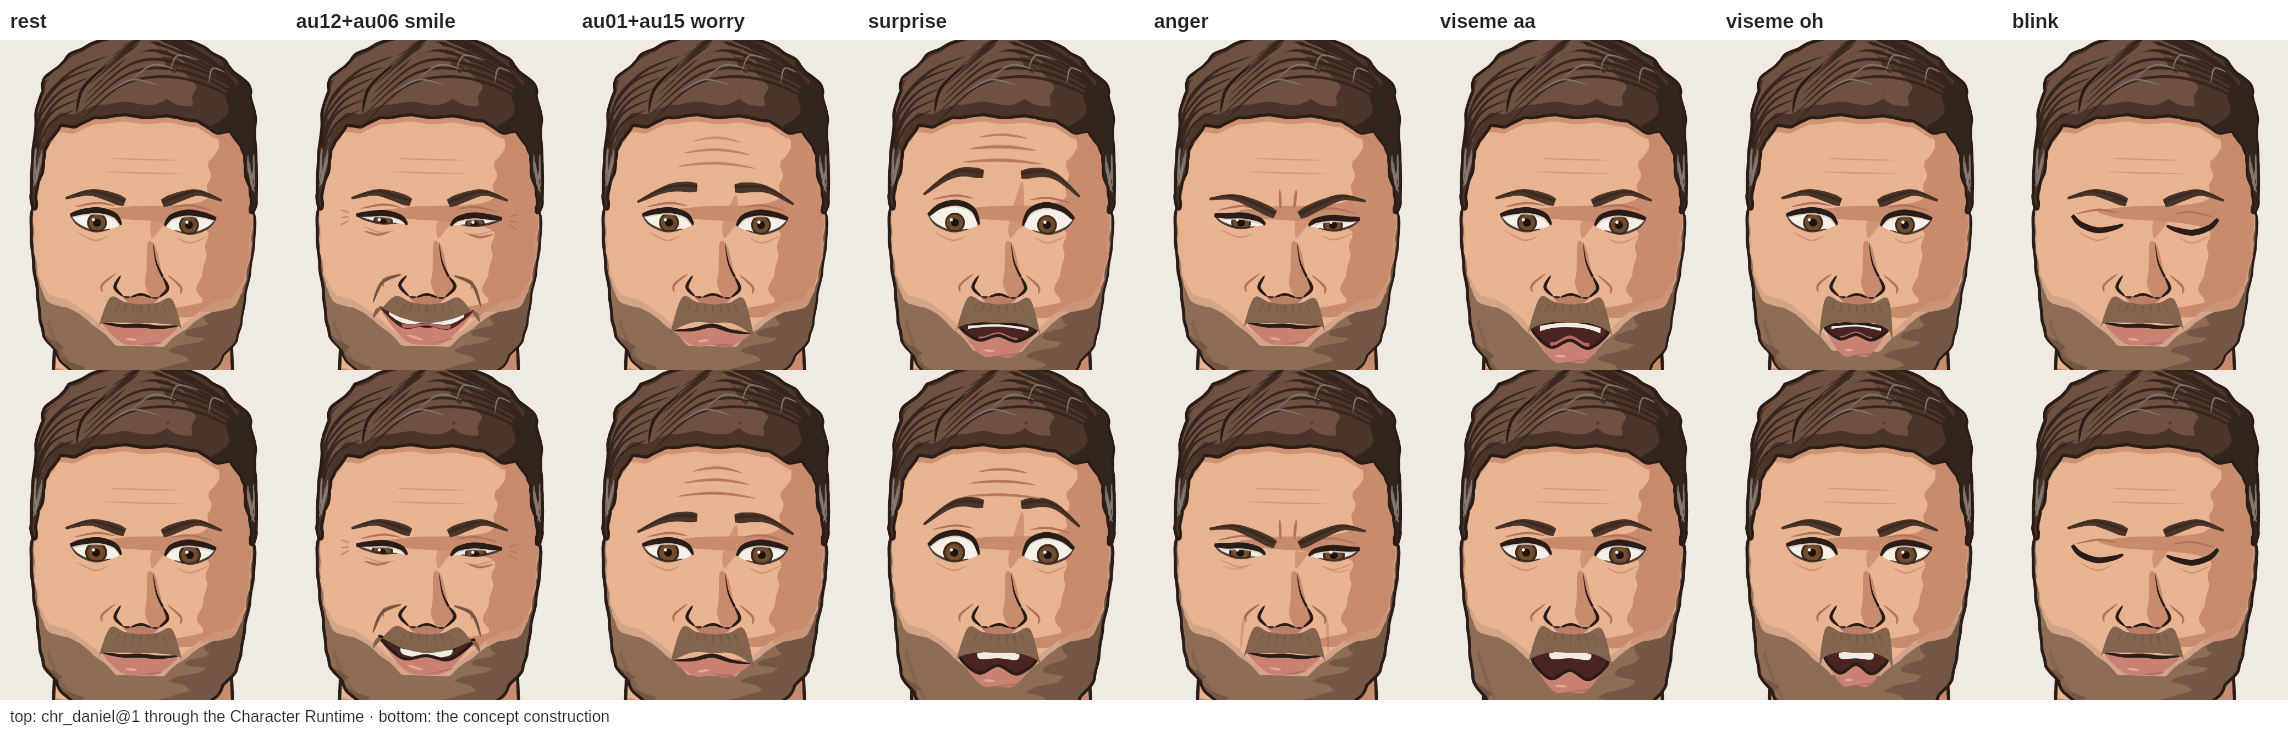 rest
au12+au06 smile
au01+au15 worry
surprise
anger
viseme aa
viseme oh
blink
top: chr_daniel@1 through the Character Runtime · bottom: the concept construction